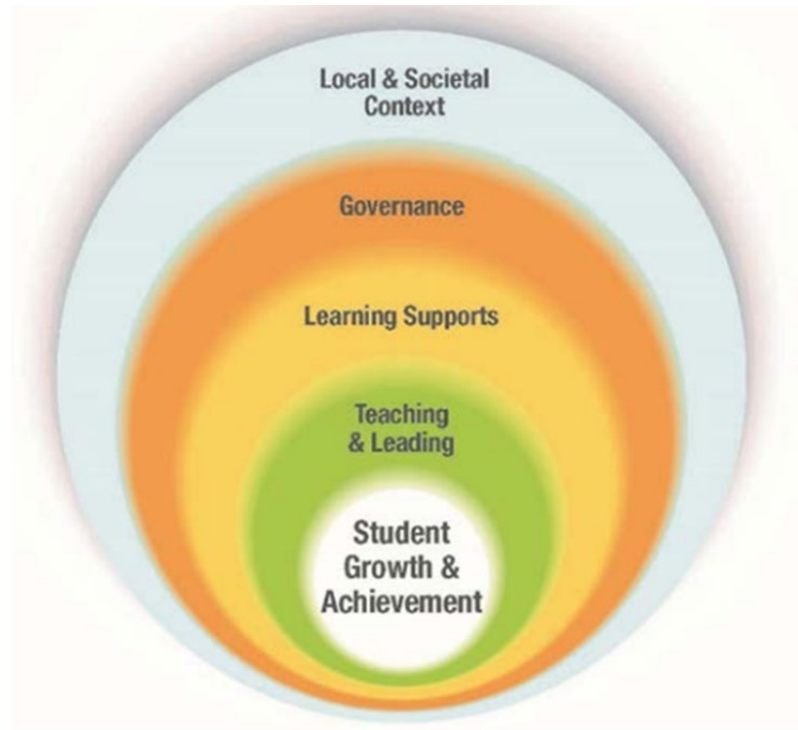 Local & Societal
Context
Governance
Learning Supports
Teaching
& Leading
Student
Growth &
Achievement